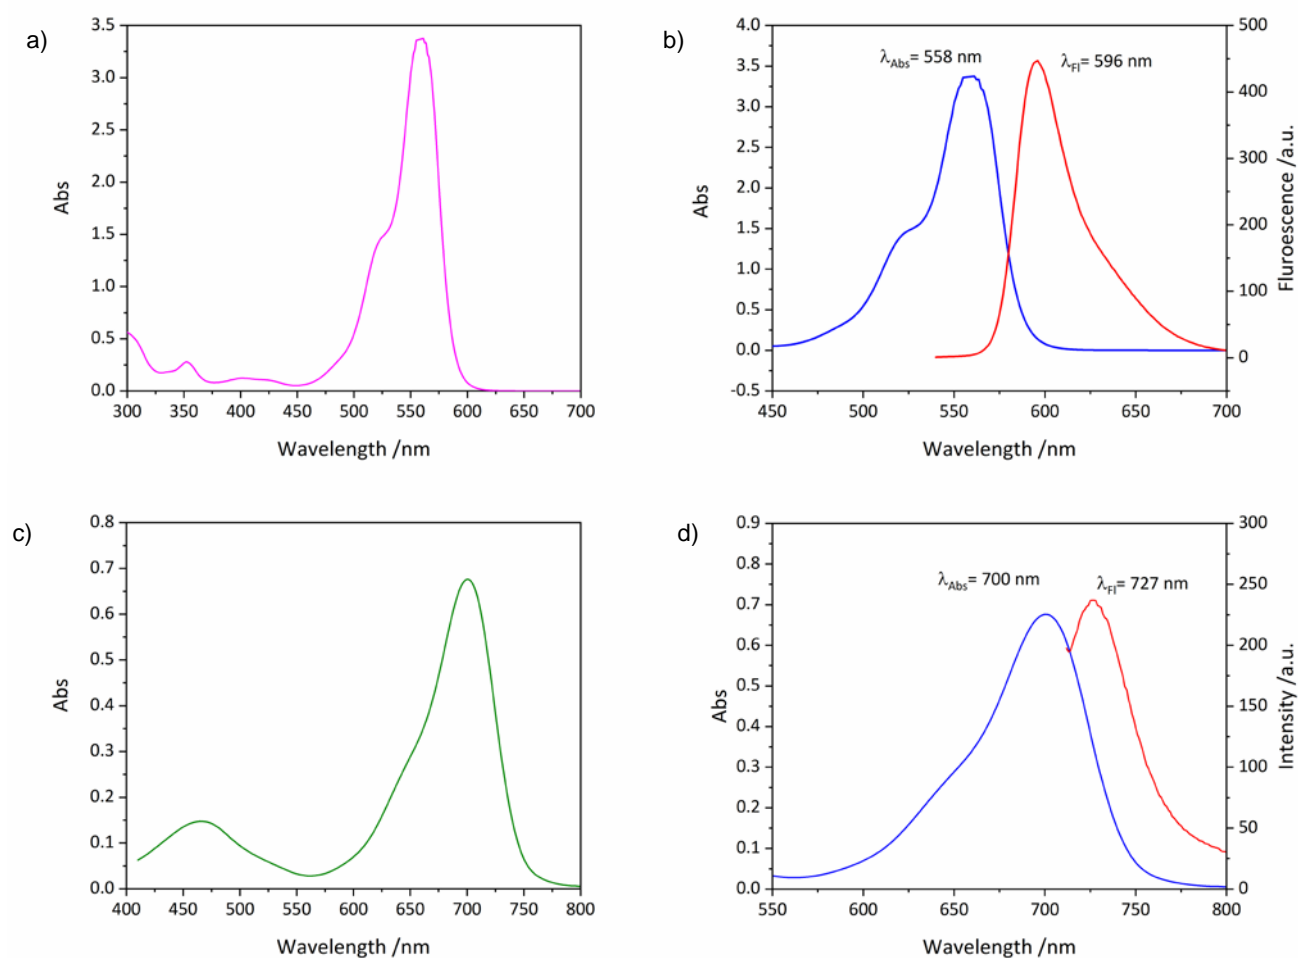 a)
3.5
3.0
2.5
2.0
1.5
1.0
0.5
0.0
Abs
300 350 400 450 500 550 600 650 700
Wavelength /nm
b)
4.0
3.5
3.0
2.5
2.0
1.5
1.0
0.5
0.0
-0.5
Abs
λAbs= 558 nm
λFl= 596 nm
500
400
300
200
100
0
Fluroescence /a.u.
450 500 550 600 650 700
Wavelength /nm
c)
0.8
0.7
0.6
0.5
0.4
0.3
0.2
0.1
0.0
Abs
400 450 500 550 600 650 700 750 800
Wavelength /nm
d)
0.9
0.8
0.7
0.6
0.5
0.4
0.3
0.2
0.1
0.0
Abs
λAbs= 700 nm
λFl= 727 nm
300
250
200
150
100
50
0
Intensity /a.u.
550 600 650 700 750 800
Wavelength /nm